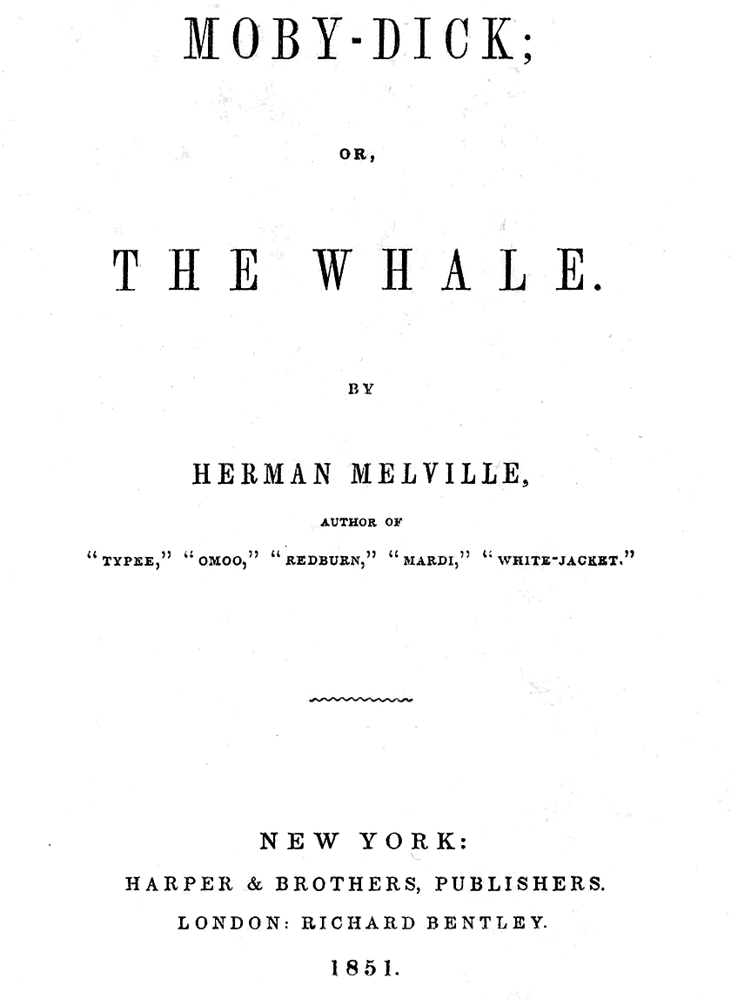 MOBY-DICK;
OR,
THE WHALE.
BY
HERMAN MELVILLE,
AUTHOR OF
“TYPEE,” “OMOO,” “REDBURN,” “MARDI,” “WHITE-JACKET.”
NEW YORK:
HARPER & BROTHERS, PUBLISHERS.
LONDON: RICHARD BENTLEY.
1851.